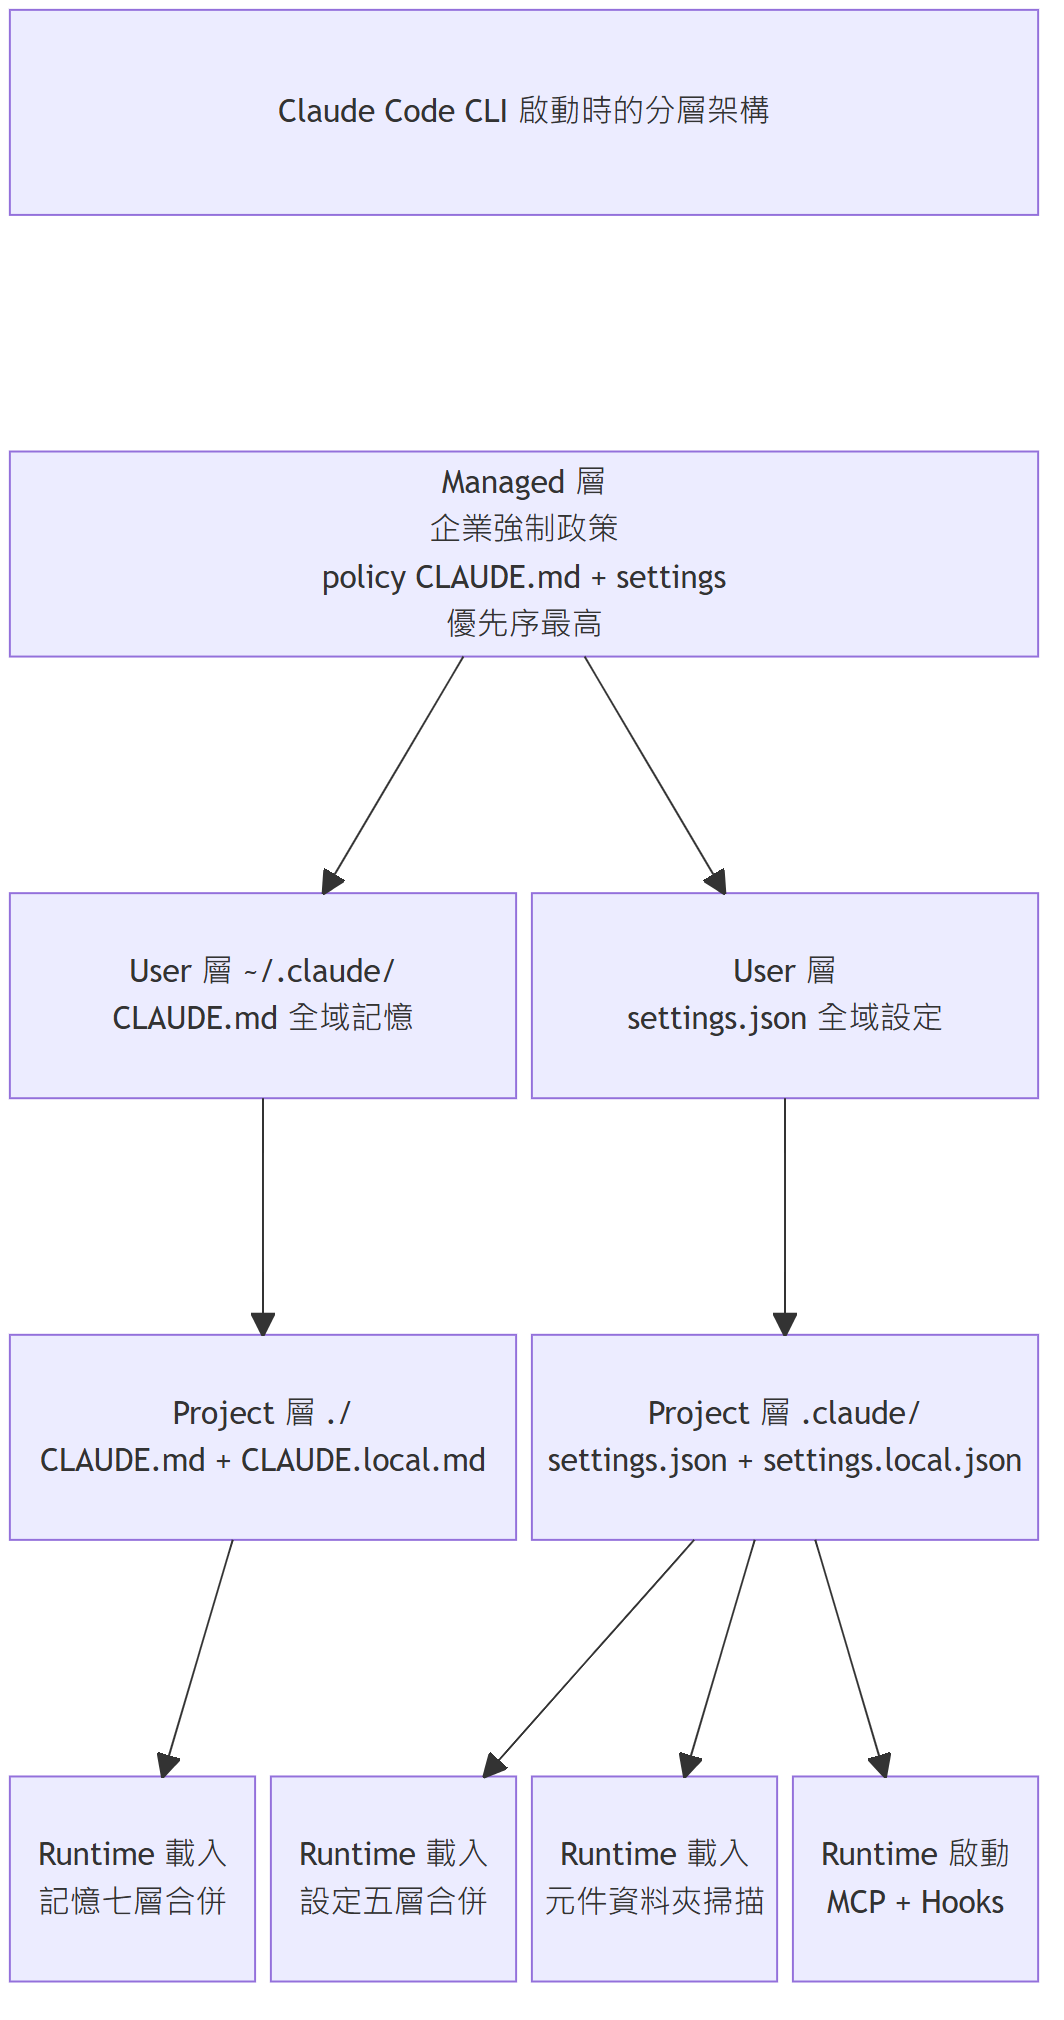 Claude Code CLI 啟動時的分層架構
Managed 層
企業強制政策
policy CLAUDE.md + settings
優先序最高
User 層 ~/.claude/
CLAUDE.md 全域記憶
User 層
settings.json 全域設定
Project 層 ./
CLAUDE.md + CLAUDE.local.md
Project 層 .claude/
settings.json + settings.local.json
Runtime 載入
記憶七層合併
Runtime 載入
設定五層合併
Runtime 載入
元件資料夾掃描
Runtime 啟動
MCP + Hooks